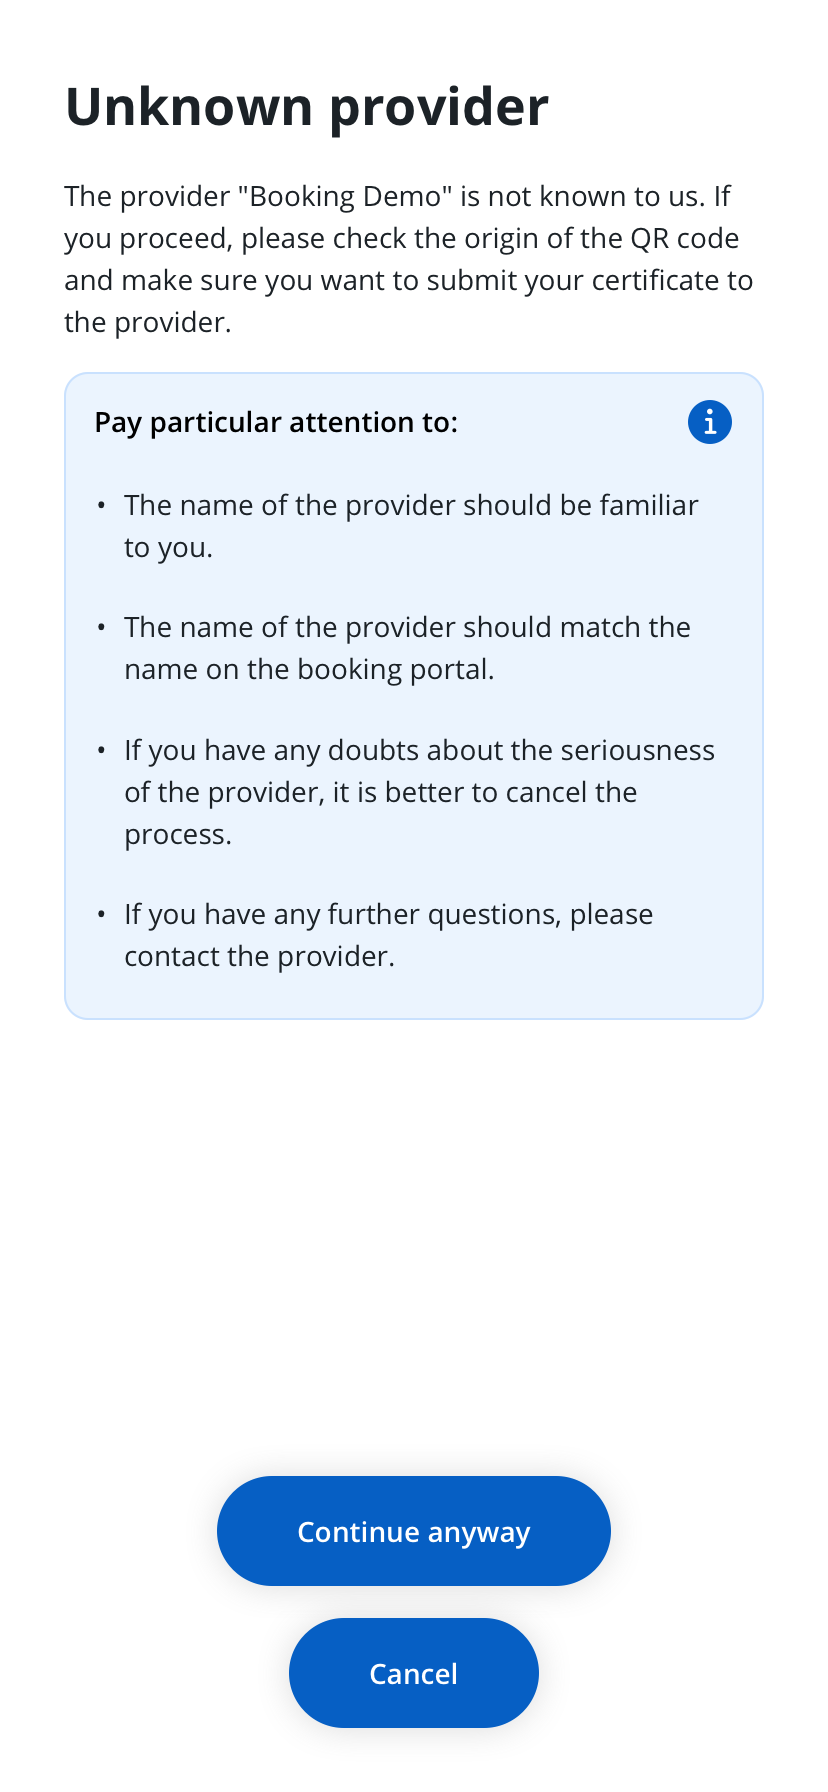 Unknown provider
The provider "Booking Demo" is not known to us. If
you proceed, please check the origin of the QR code
and make sure you want to submit your certificate to
the provider.
Pay particular attention to:
• The name of the provider should be familiar
to you.
• The name of the provider should match the
name on the booking portal.
• If you have any doubts about the seriousness
of the provider, it is better to cancel the
process.
• If you have any further questions, please
contact the provider.
Continue anyway
Cancel